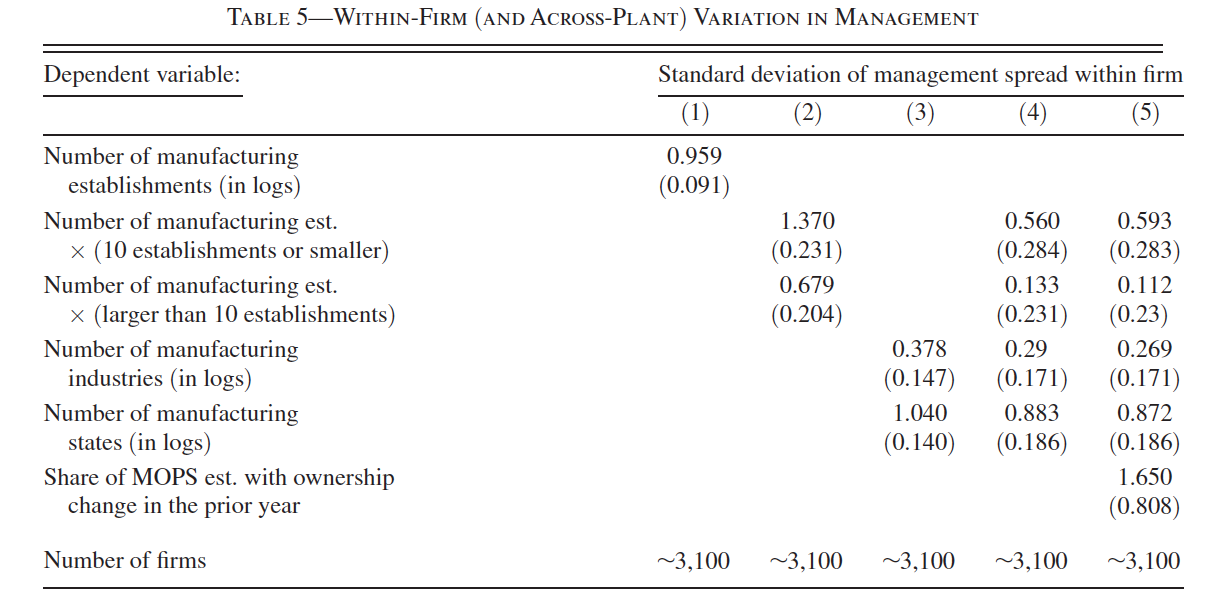 TABLE 5—WITHIN-FIRM (AND ACROSS-PLANT) VARIATION IN MANAGEMENT
Dependent variable: Standard deviation of management spread within firm
(1) (2) (3) (4) (5)
Number of manufacturing 0.959
establishments (in logs) (0.091)
Number of manufacturing est. 1.370 0.560 0.593
× (10 establishments or smaller) (0.231) (0.284) (0.283)
Number of manufacturing est. 0.679 0.133 0.112
× (larger than 10 establishments) (0.204) (0.231) (0.23)
Number of manufacturing 0.378 0.29 0.269
industries (in logs) (0.147) (0.171) (0.171)
Number of manufacturing 1.040 0.883 0.872
states (in logs) (0.140) (0.186) (0.186)
Share of MOPS est. with ownership 1.650
change in the prior year (0.808)
Number of firms ~3,100 ~3,100 ~3,100 ~3,100 ~3,100